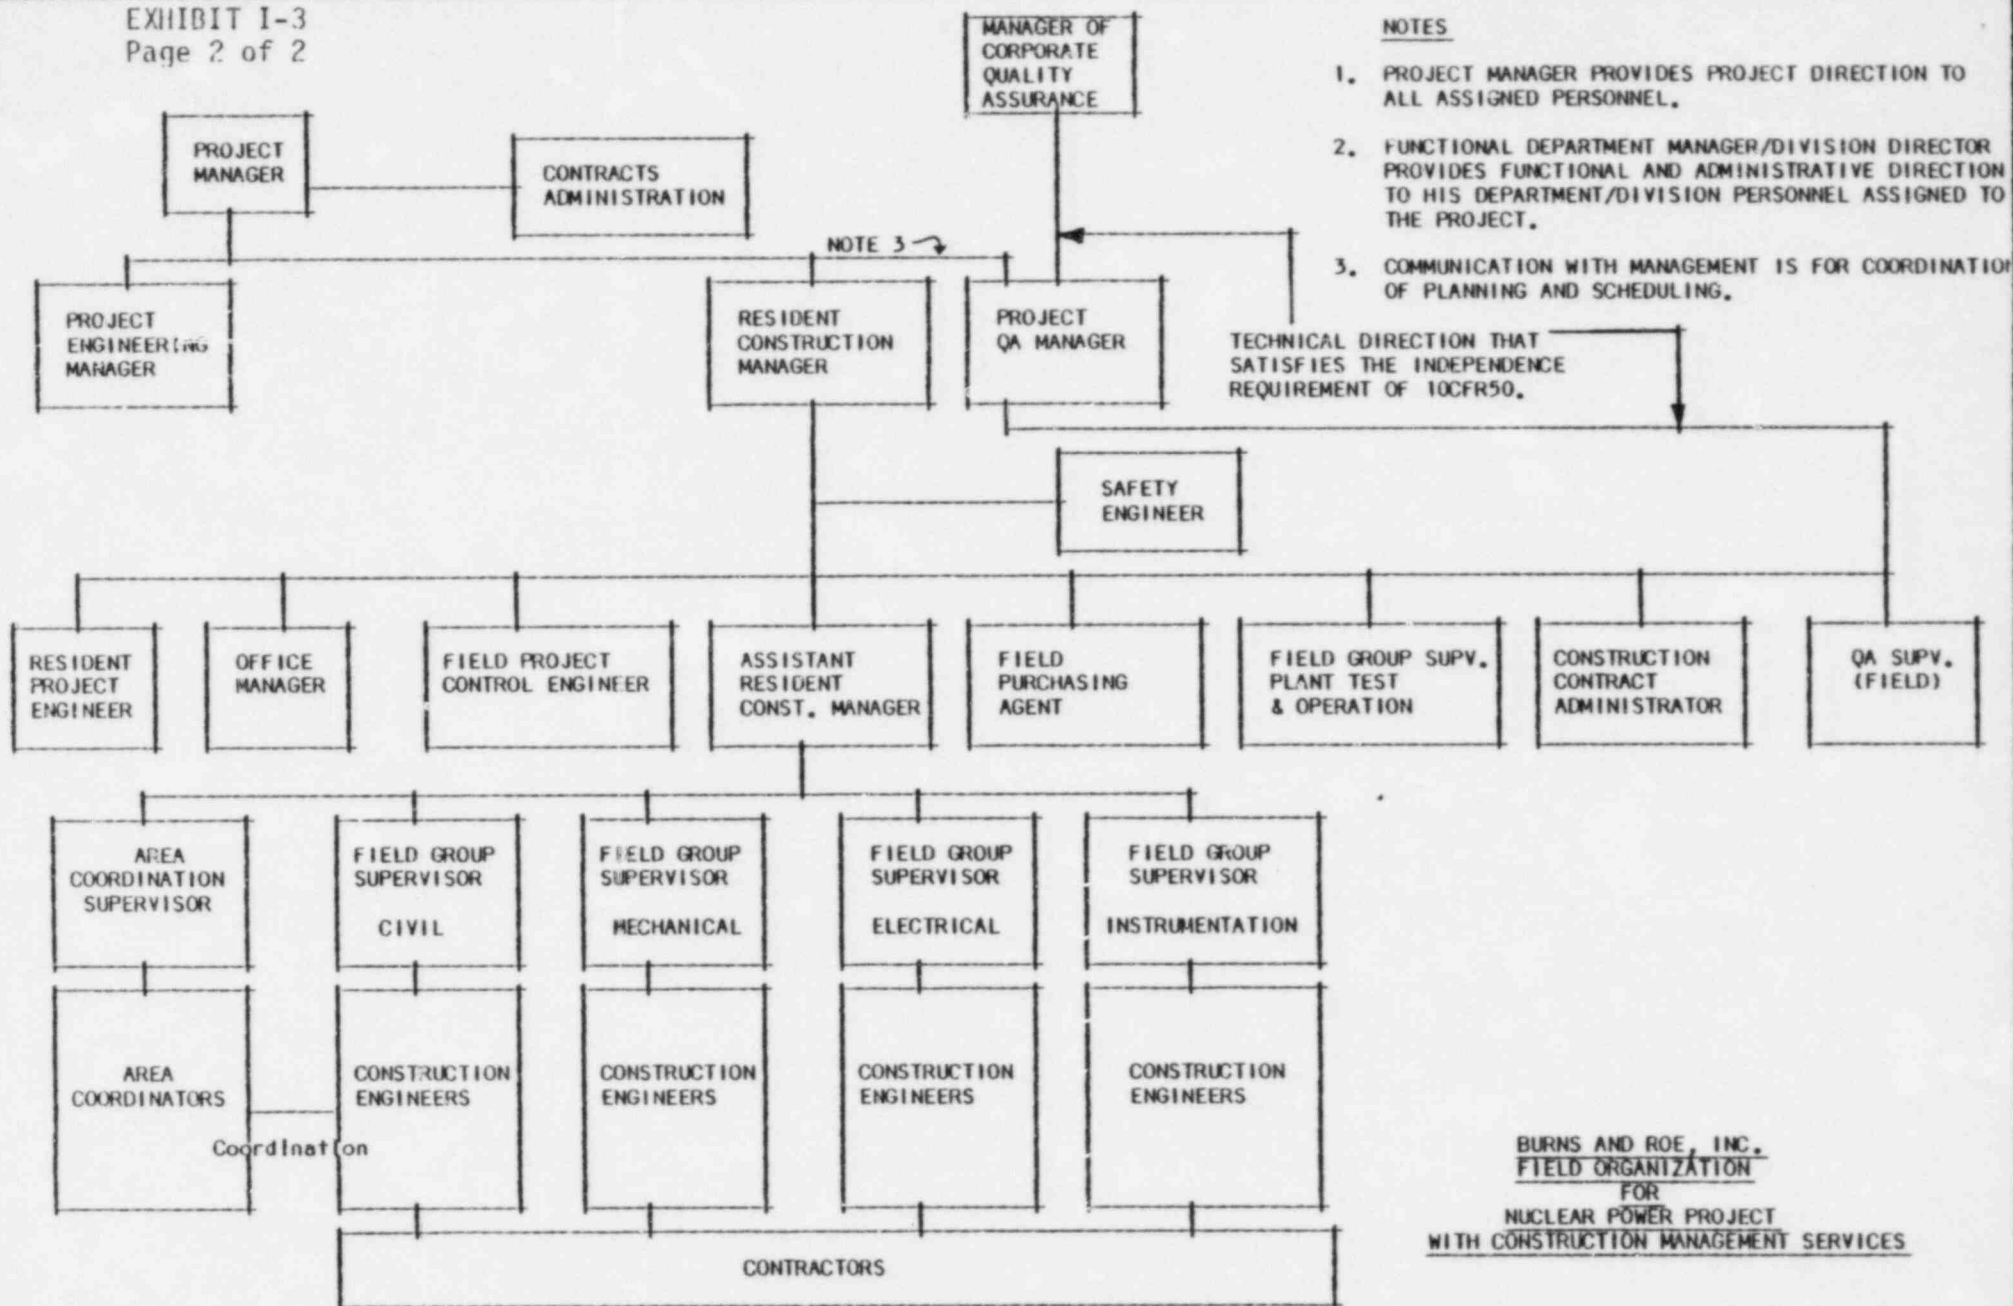 EXHIBIT I-3
Page 2 of 2
MANAGER OF
CORPORATE
QUALITY
ASSURANCE
NOTES
1. PROJECT MANAGER PROVIDES PROJECT DIRECTION TO
ALL ASSIGNED PERSONNEL.
2. FUNCTIONAL DEPARTMENT MANAGER/DIVISION DIRECTOR
PROVIDES FUNCTIONAL AND ADMINISTRATIVE DIRECTION
TO HIS DEPARTMENT/DIVISION PERSONNEL ASSIGNED TO
THE PROJECT.
3. COMMUNICATION WITH MANAGEMENT IS FOR COORDINATION
OF PLANNING AND SCHEDULING.
PROJECT
MANAGER
CONTRACTS
ADMINISTRATION
NOTE 3
PROJECT
ENGINEERING
MANAGER
RESIDENT
CONSTRUCTION
MANAGER
PROJECT
QA MANAGER
TECHNICAL DIRECTION THAT
SATISFIES THE INDEPENDENCE
REQUIREMENT OF 10CFR50.
SAFETY
ENGINEER
RESIDENT
PROJECT
ENGINEER
OFFICE
MANAGER
FIELD PROJECT
CONTROL ENGINEER
ASSISTANT
RESIDENT
CONST. MANAGER
FIELD
PURCHASING
AGENT
FIELD GROUP SUPV.
PLANT TEST
& OPERATION
CONSTRUCTION
CONTRACT
ADMINISTRATOR
QA SUPV.
(FIELD)
AREA
COORDINATION
SUPERVISOR
FIELD GROUP
SUPERVISOR
CIVIL
FIELD GROUP
SUPERVISOR
MECHANICAL
FIELD GROUP
SUPERVISOR
ELECTRICAL
FIELD GROUP
SUPERVISOR
INSTRUMENTATION
AREA
COORDINATORS
Coordination
CONSTRUCTION
ENGINEERS
CONSTRUCTION
ENGINEERS
CONSTRUCTION
ENGINEERS
CONSTRUCTION
ENGINEERS
CONTRACTORS
BURNS AND ROE, INC.
FIELD ORGANIZATION
FOR
NUCLEAR POWER PROJECT
WITH CONSTRUCTION MANAGEMENT SERVICES